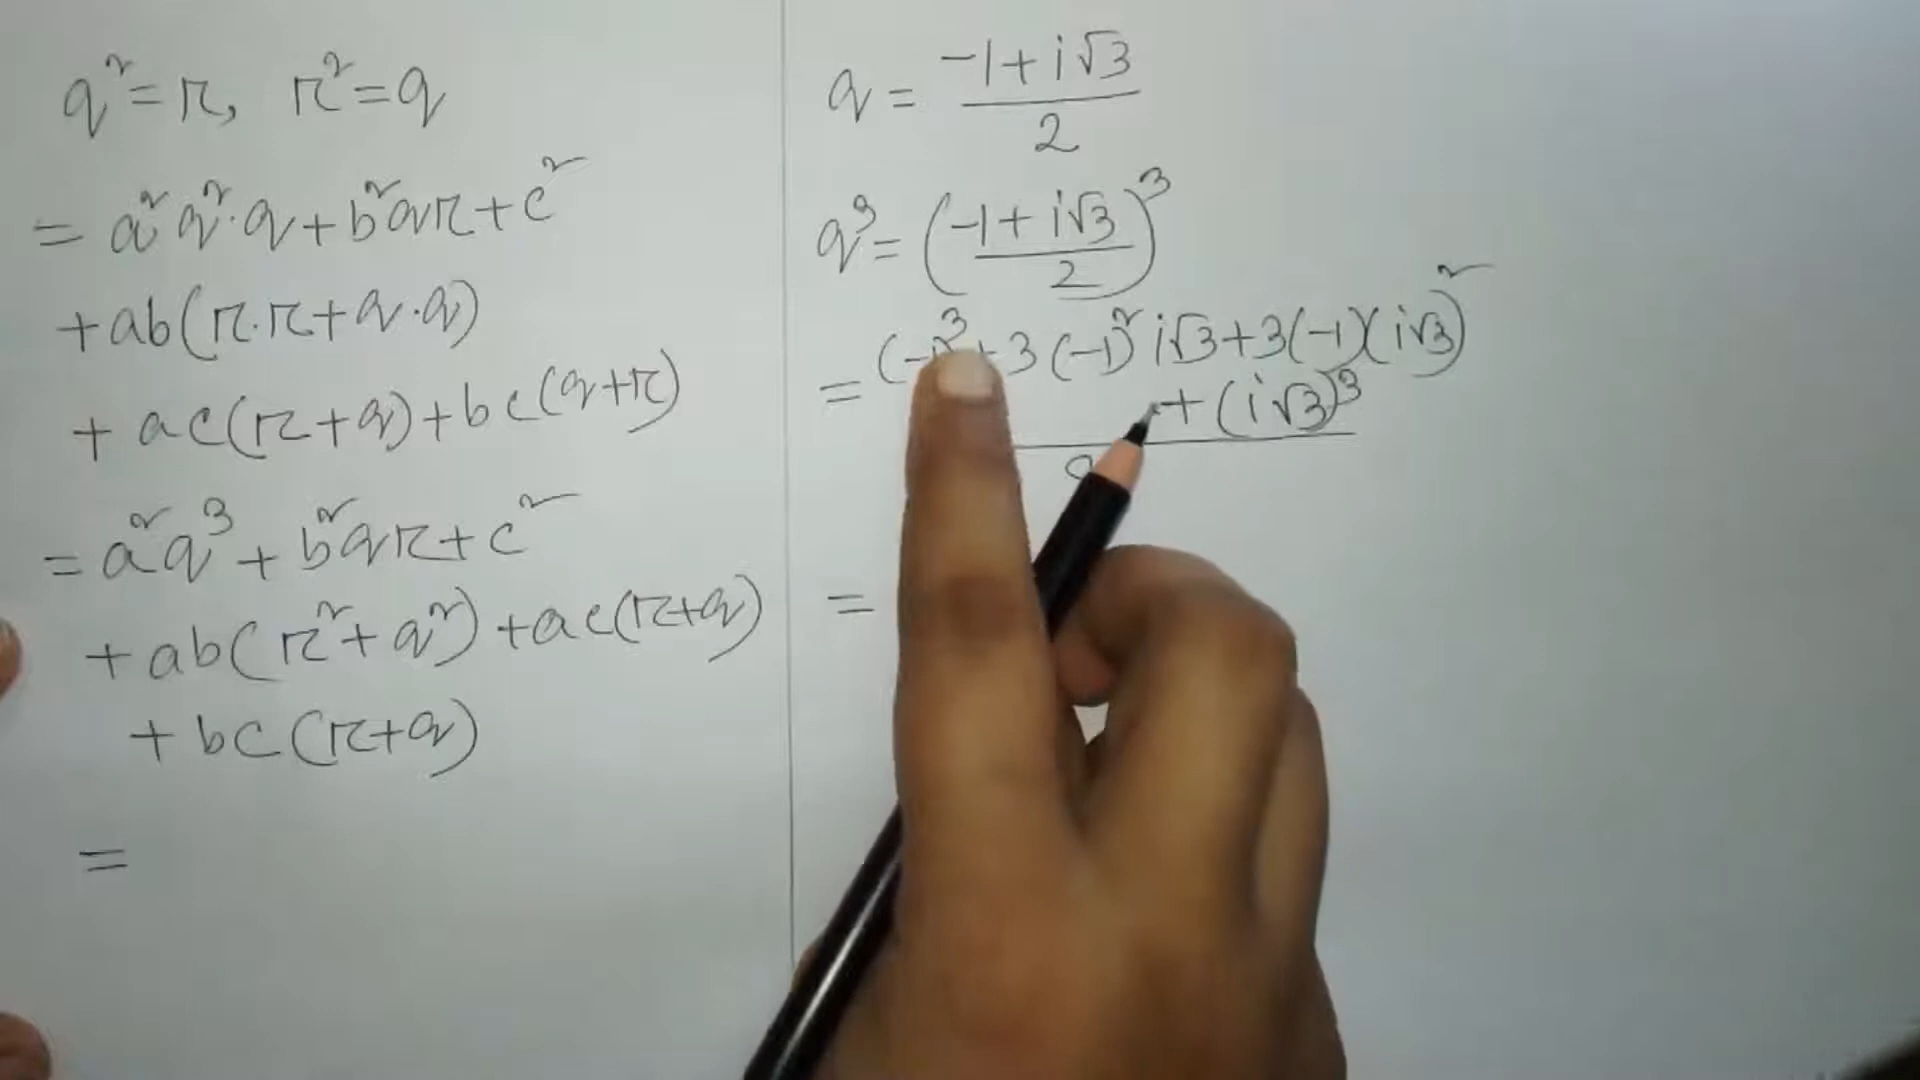 q² = r, r² = q
= a²q²·q + b²qr + c²
+ ab(r·r + q·q)
+ ac(r+q) + bc(q+r)
= a²q³ + b²qr + c²
+ ab(r² + q²) + ac(r+q)
+ bc(r+q)
=
q = (-1 + i√3)/2
q³ = ((-1 + i√3)/2)³
= (-1)³ + 3(-1)² i√3 + 3(-1)(i√3)²
+ (i√3)³
=